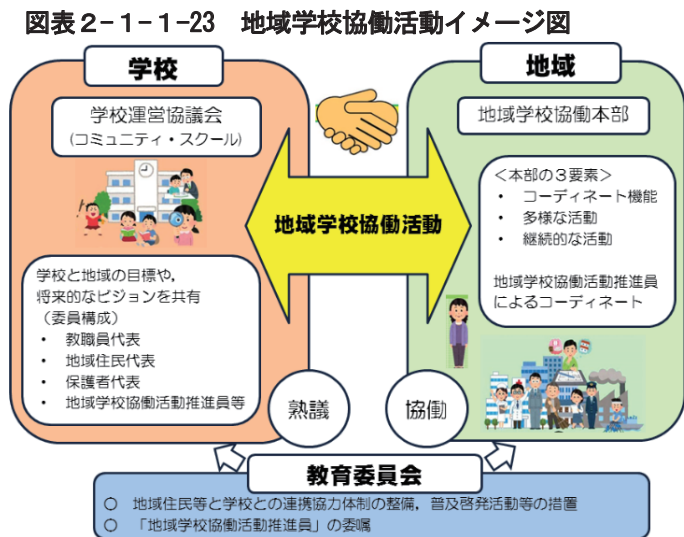 図表2-1-1-23 地域学校協働活動イメージ図
学校
学校運営協議会
(コミュニティ・スクール)
学校と地域の目標や,
将来的なビジョンを共有
(委員構成)
・ 教職員代表
・ 地域住民代表
・ 保護者代表
・ 地域学校協働活動推進員等
熟議
地域学校協働活動
地域
地域学校協働本部
<本部の3要素>
・ コーディネート機能
・ 多様な活動
・ 継続的な活動
地域学校協働活動推進員
によるコーディネート
協働
教育委員会
○ 地域住民等と学校との連携協力体制の整備,普及啓発活動等の措置
○ 「地域学校協働活動推進員」の委嘱